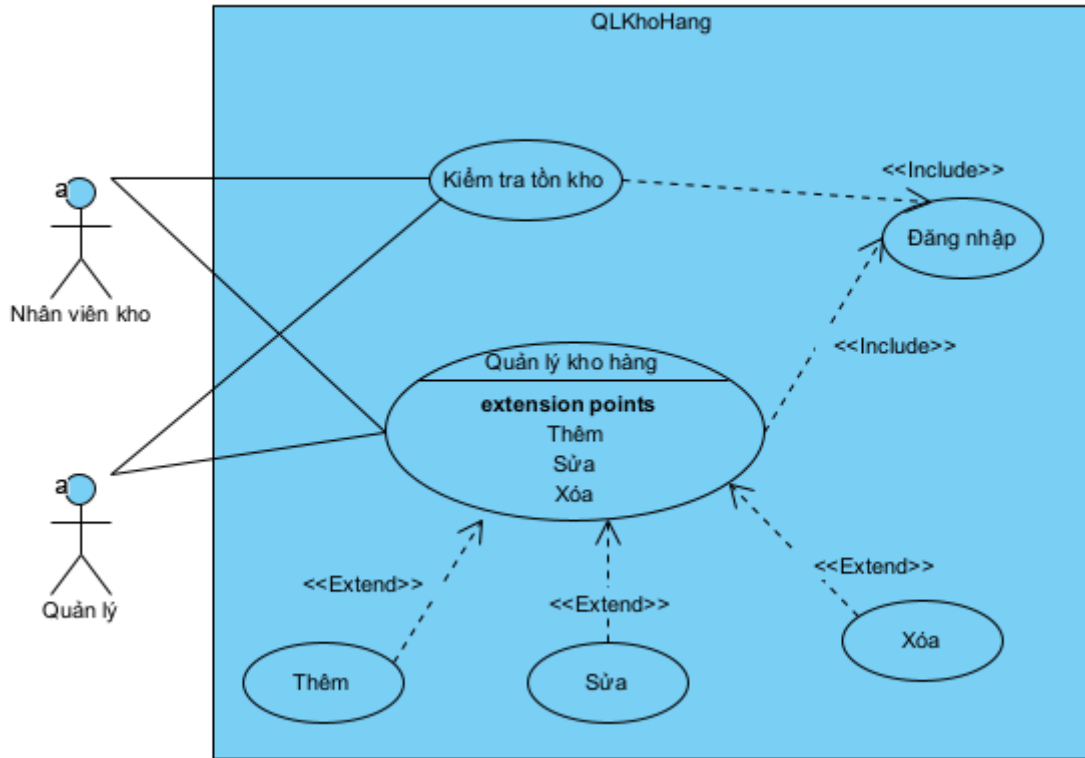 QLKhoHang
Kiểm tra tồn kho
<<Include>>
Đăng nhập
a
Nhân viên kho
<<Include>>
Quản lý kho hàng
extension points
Thêm
Sửa
Xóa
a
Quản lý
<<Extend>>
<<Extend>>
<<Extend>>
Thêm
Sửa
Xóa